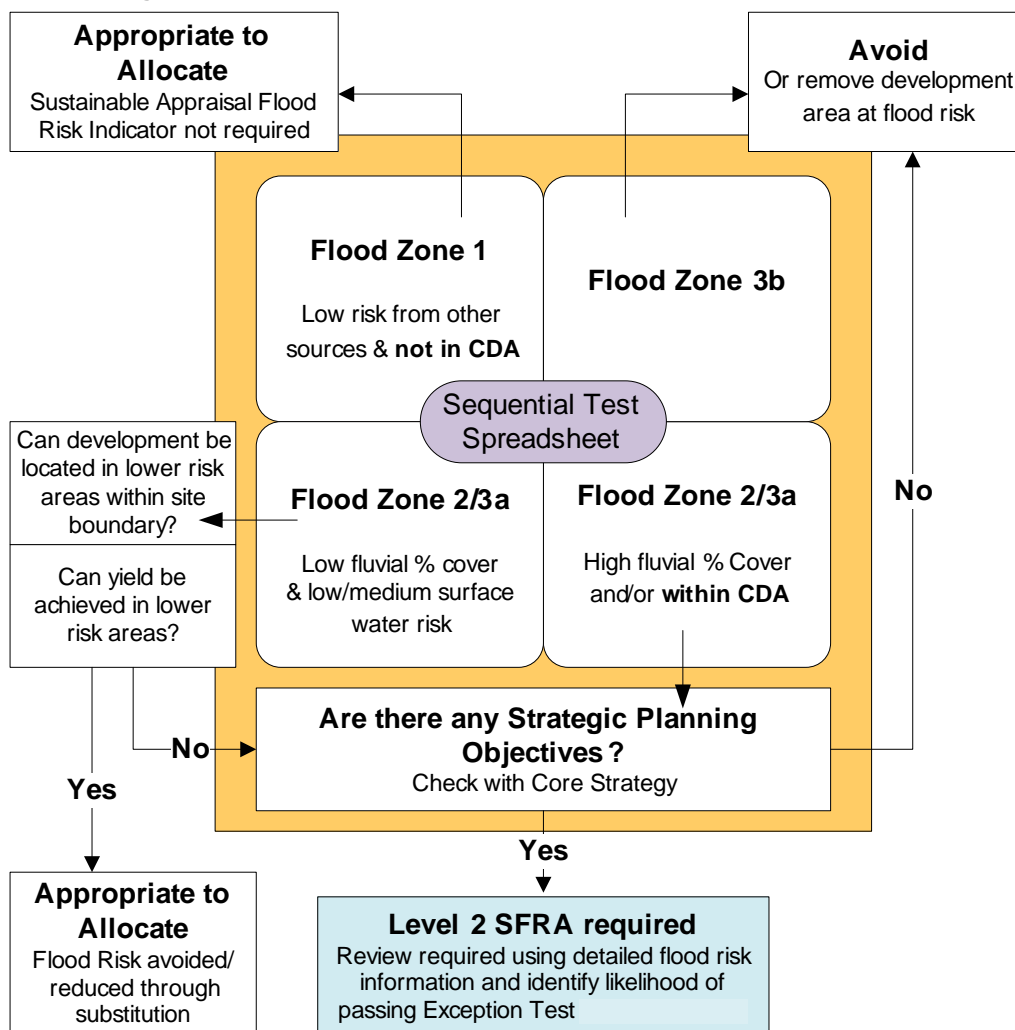 Appropriate to
Allocate
Sustainable Appraisal Flood
Risk Indicator not required
Avoid
Or remove development
area at flood risk
Flood Zone 1
Low risk from other
sources & not in CDA
Flood Zone 3b
Sequential Test
Spreadsheet
Can development be
located in lower risk
areas within site
boundary?
Can yield be
achieved in lower
risk areas?
Flood Zone 2/3a
Low fluvial % cover
& low/medium surface
water risk
Flood Zone 2/3a
High fluvial % Cover
and/or within CDA
No
Are there any Strategic Planning
Objectives ?
Check with Core Strategy
No
Yes
Yes
Appropriate to
Allocate
Flood Risk avoided/
reduced through
substitution
Level 2 SFRA required
Review required using detailed flood risk
information and identify likelihood of
passing Exception Test